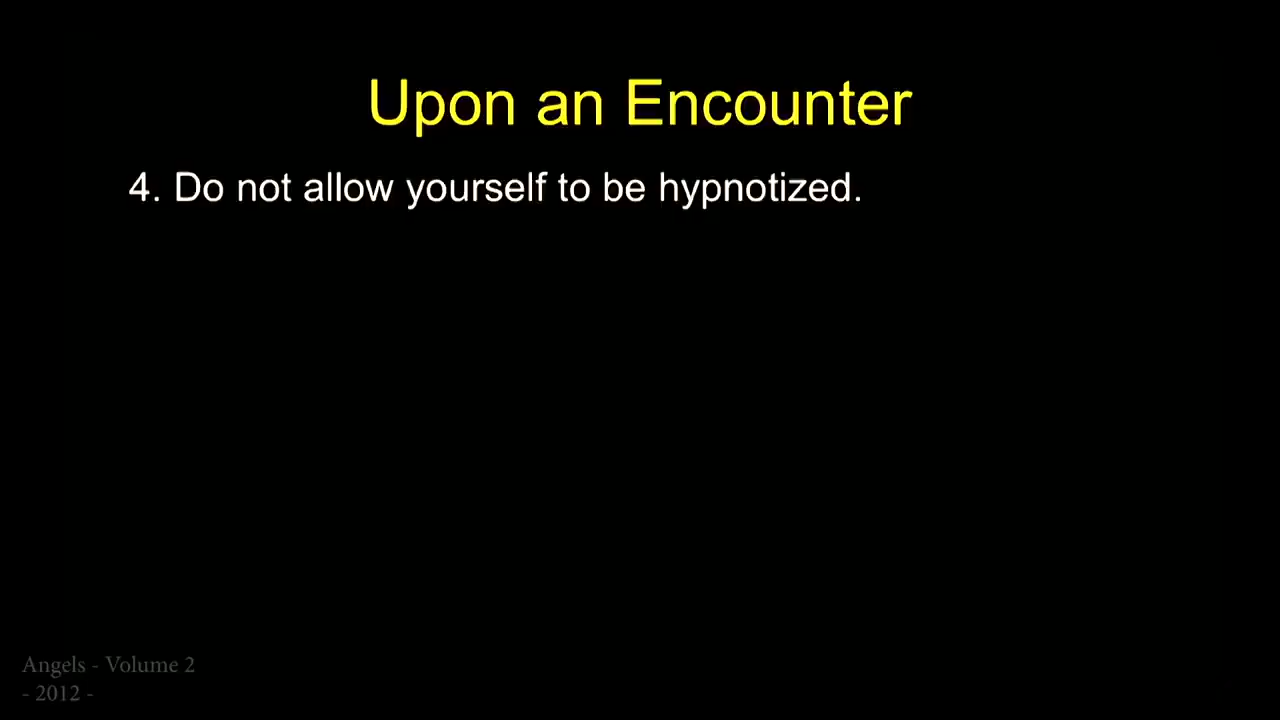 Upon an Encounter
4. Do not allow yourself to be hypnotized.
Angels - Volume 2
- 2012 -